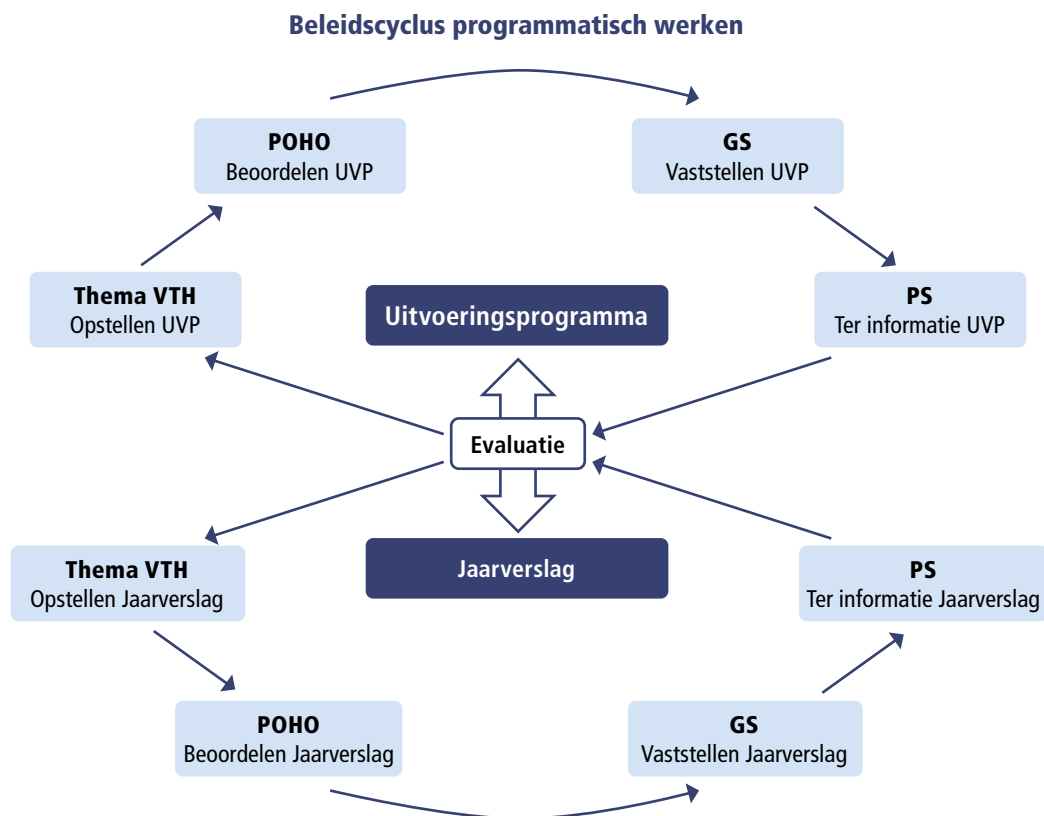 Beleidscyclus programmatisch werken
POHO
Beoordelen UVP
GS
Vaststellen UVP
Thema VTH
Opstellen UVP
Uitvoeringsprogramma
PS
Ter informatie UVP
Evaluatie
Thema VTH
Opstellen Jaarverslag
Jaarverslag
PS
Ter informatie Jaarverslag
POHO
Beoordelen Jaarverslag
GS
Vaststellen Jaarverslag